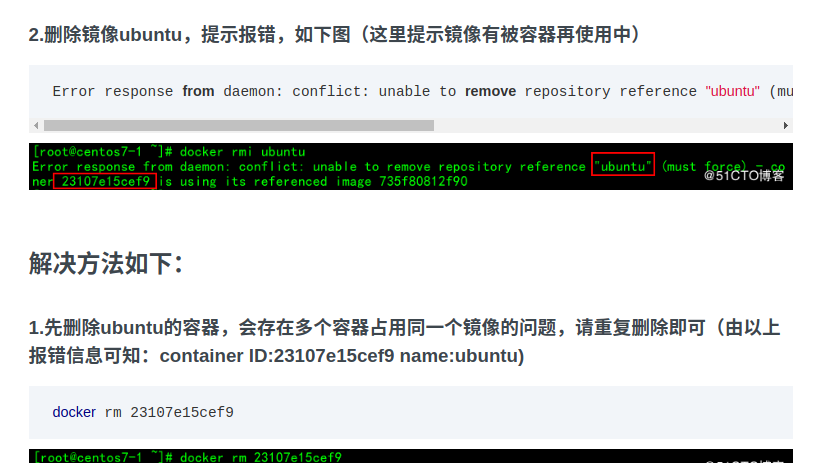 2.删除镜像ubuntu，提示报错，如下图（这里提示镜像有被容器再使用中）
Error response from daemon: conflict: unable to remove repository reference "ubuntu" (mu
[root@centos7-1 ~]# docker rmi ubuntu
Error response from daemon: conflict: unable to remove repository reference "ubuntu" (must force) - co
ner 23107e15cef9 is using its referenced image 735f80812f90
@51CTO博客
解决方法如下：
1.先删除ubuntu的容器，会存在多个容器占用同一个镜像的问题，请重复删除即可（由以上
报错信息可知：container ID:23107e15cef9 name:ubuntu)
docker rm 23107e15cef9
[root@centos7-1 ~]# docker rm 23107e15cef9
@51CTO博客